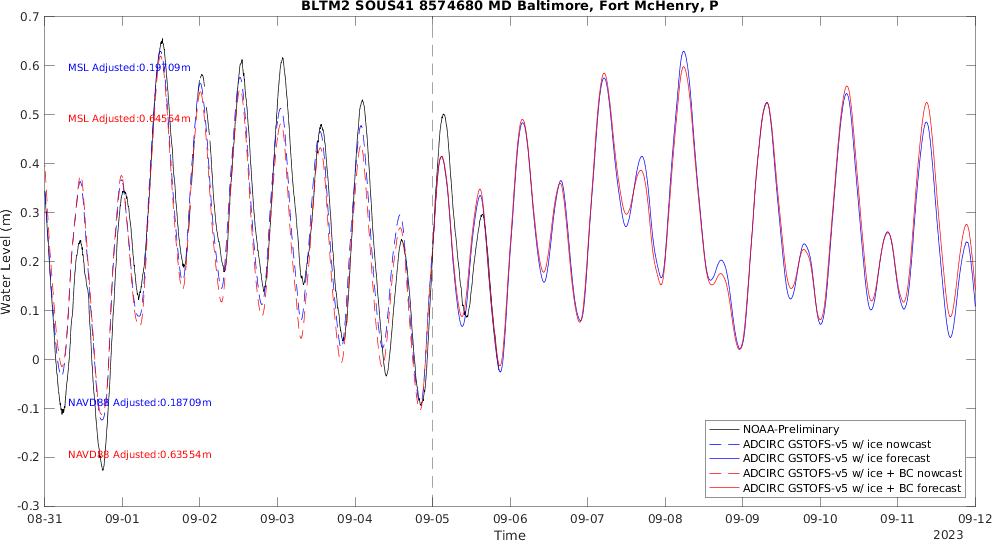 BLTM2 SOUS41 8574680 MD Baltimore, Fort McHenry, P
0.7
0.6
0.5
0.4
0.3
0.2
0.1
0
-0.1
-0.2
-0.3
Water Level (m)
MSL Adjusted:0.19709m
MSL Adjusted:0.64554m
NAVD88 Adjusted:0.18709m
NAVD88 Adjusted:0.63554m
NOAA-Preliminary
ADCIRC GSTOFS-v5 w/ ice nowcast
ADCIRC GSTOFS-v5 w/ ice forecast
ADCIRC GSTOFS-v5 w/ ice + BC nowcast
ADCIRC GSTOFS-v5 w/ ice + BC forecast
08-31 09-01 09-02 09-03 09-04 09-05 09-06 09-07 09-08 09-09 09-10 09-11 09-12
Time
2023